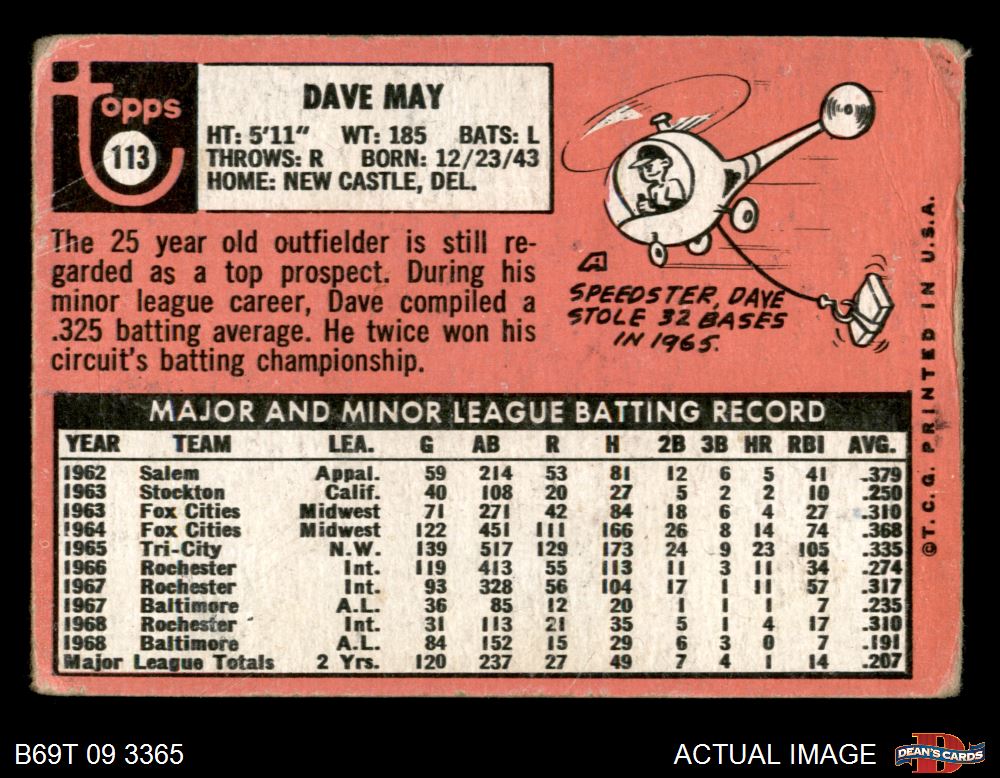 topps
113
DAVE MAY
HT: 5'11" WT: 185 BATS: L
THROWS: R BORN: 12/23/43
HOME: NEW CASTLE, DEL.
The 25 year old outfielder is still re-
garded as a top prospect. During his
minor league career, Dave compiled a
.325 batting average. He twice won his
circuit's batting championship.
A
SPEEDSTER, DAVE
STOLE 32 BASES
IN 1965.
MAJOR AND MINOR LEAGUE BATTING RECORD
YEAR TEAM LEA. G AB R H 2B 3B HR RBI AVG.
1962 Salem Appal. 59 214 53 81 12 6 5 41 .379
1963 Stockton Calif. 40 108 20 27 5 2 2 10 .250
1963 Fox Cities Midwest 71 271 42 84 18 6 4 27 .310
1964 Fox Cities Midwest 122 451 111 166 26 8 14 74 .368
1965 Tri-City N.W. 139 517 129 173 24 9 23 105 .335
1966 Rochester Int. 119 413 55 113 11 3 11 34 .274
1967 Rochester Int. 93 328 56 104 17 1 11 57 .317
1967 Baltimore A.L. 36 85 12 20 1 1 1 7 .235
1968 Rochester Int. 31 113 21 35 5 1 4 17 .310
1968 Baltimore A.L. 84 152 15 29 6 3 0 7 .191
Major League Totals 2 Yrs. 120 237 27 49 7 4 1 14 .207
©T.C.G. PRINTED IN U.S.A.
B69T 09 3365
ACTUAL IMAGE
D
DEAN'S CARDS